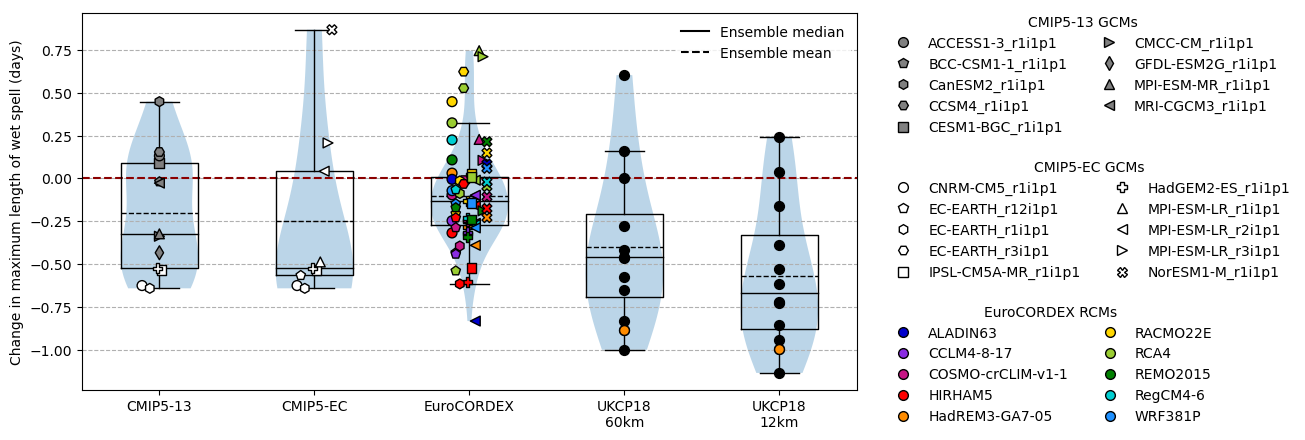 Change in maximum length of wet spell (days)
0.75
0.50
0.25
0.00
−0.25
−0.50
−0.75
−1.00
Ensemble median
Ensemble mean
CMIP5-13
CMIP5-EC
EuroCORDEX
UKCP18
60km
UKCP18
12km
CMIP5-13 GCMs
ACCESS1-3_r1i1p1
BCC-CSM1-1_r1i1p1
CanESM2_r1i1p1
CCSM4_r1i1p1
CESM1-BGC_r1i1p1
CMCC-CM_r1i1p1
GFDL-ESM2G_r1i1p1
MPI-ESM-MR_r1i1p1
MRI-CGCM3_r1i1p1
CMIP5-EC GCMs
CNRM-CM5_r1i1p1
EC-EARTH_r12i1p1
EC-EARTH_r1i1p1
EC-EARTH_r3i1p1
IPSL-CM5A-MR_r1i1p1
HadGEM2-ES_r1i1p1
MPI-ESM-LR_r1i1p1
MPI-ESM-LR_r2i1p1
MPI-ESM-LR_r3i1p1
NorESM1-M_r1i1p1
EuroCORDEX RCMs
ALADIN63
CCLM4-8-17
COSMO-crCLIM-v1-1
HIRHAM5
HadREM3-GA7-05
RACMO22E
RCA4
REMO2015
RegCM4-6
WRF381P